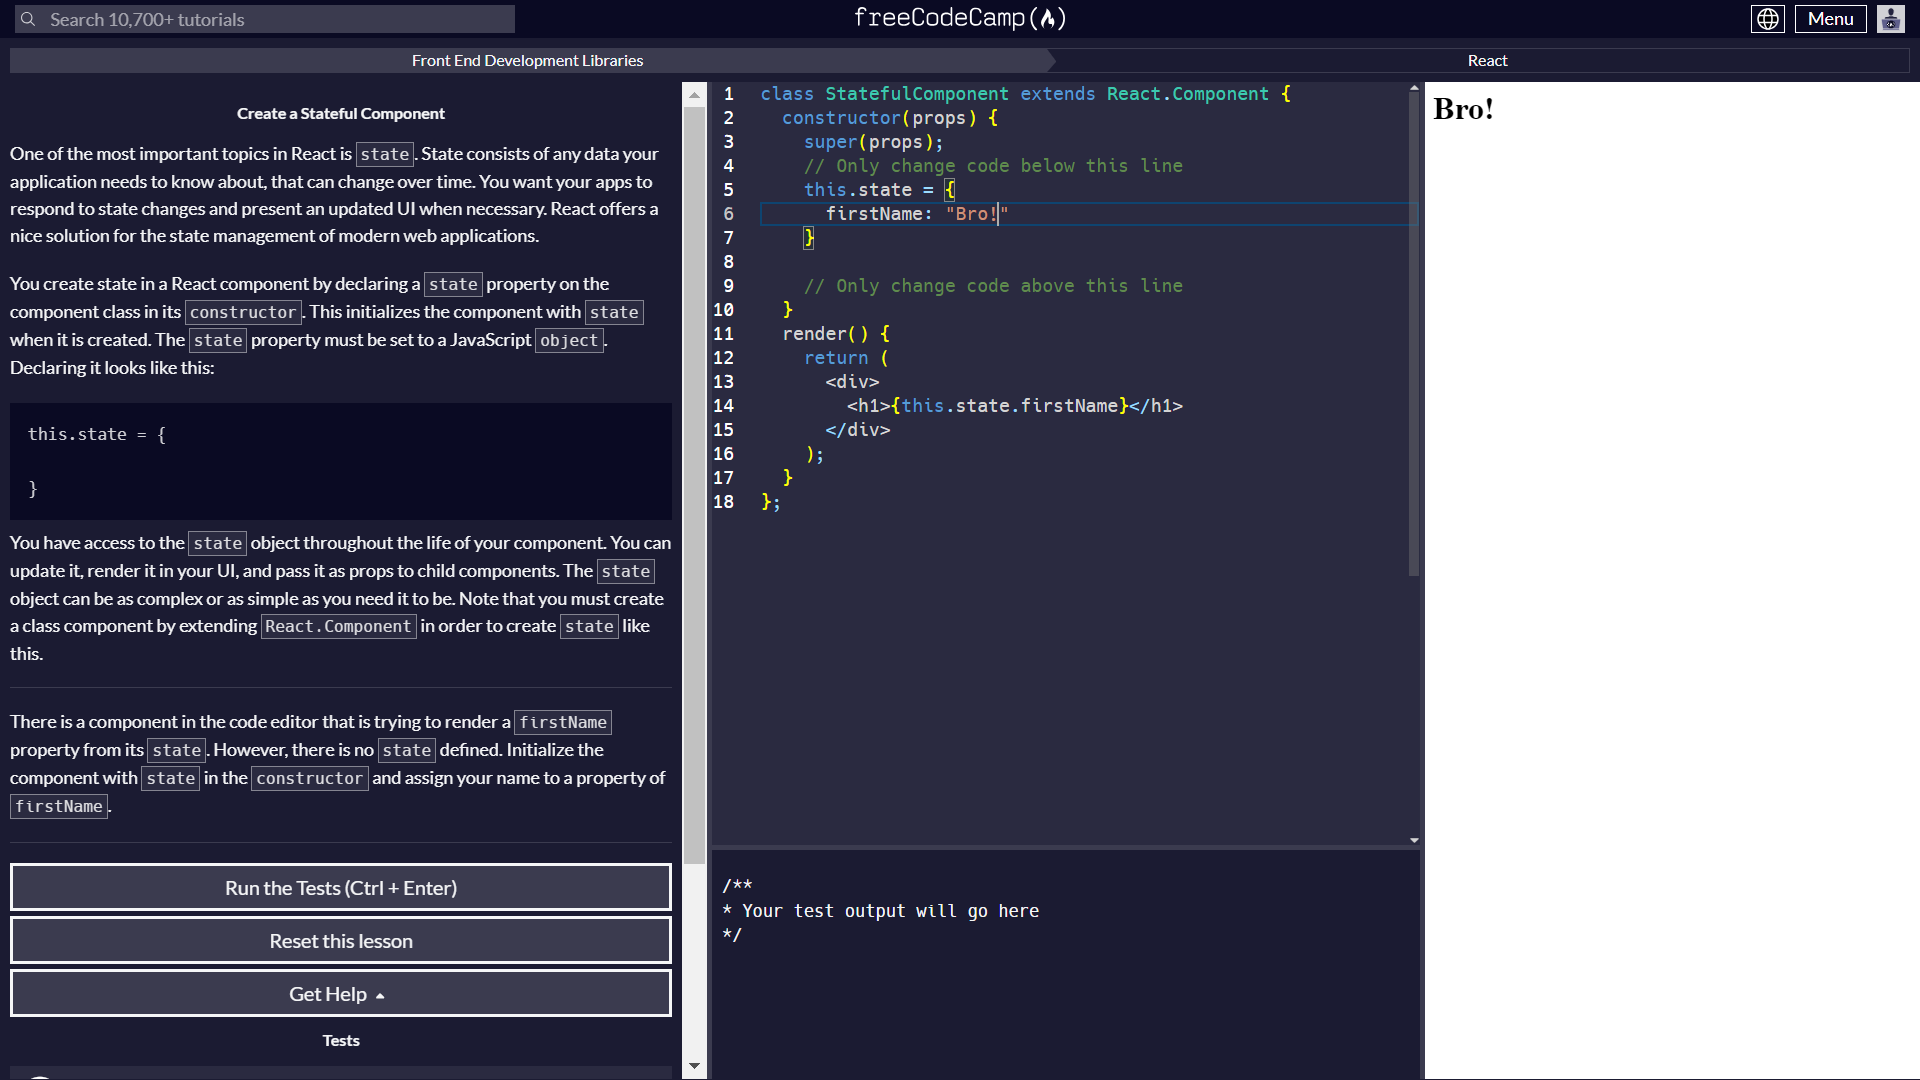 Search 10,700+ tutorials
freeCodeCamp
Menu
Front End Development Libraries
React
Create a Stateful Component
One of the most important topics in React is state. State consists of any data your
application needs to know about, that can change over time. You want your apps to
respond to state changes and present an updated UI when necessary. React offers a
nice solution for the state management of modern web applications.
You create state in a React component by declaring a state property on the
component class in its constructor. This initializes the component with state
when it is created. The state property must be set to a JavaScript object.
Declaring it looks like this:
this.state = {
}
You have access to the state object throughout the life of your component. You can
update it, render it in your UI, and pass it as props to child components. The state
object can be as complex or as simple as you need it to be. Note that you must create
a class component by extending React.Component in order to create state like
this.
There is a component in the code editor that is trying to render a firstName
property from its state. However, there is no state defined. Initialize the
component with state in the constructor and assign your name to a property of
firstName.
Run the Tests (Ctrl + Enter)
Reset this lesson
Get Help
Tests
1 class StatefulComponent extends React.Component {
2 constructor(props) {
3 super(props);
4 // Only change code below this line
5 this.state = {
6 firstName: "Bro!"
7 }
8
9 // Only change code above this line
10 }
11 render() {
12 return (
13 <div>
14 <h1>{this.state.firstName}</h1>
15 </div>
16 );
17 }
18 };
/**
* Your test output will go here
*/
Bro!